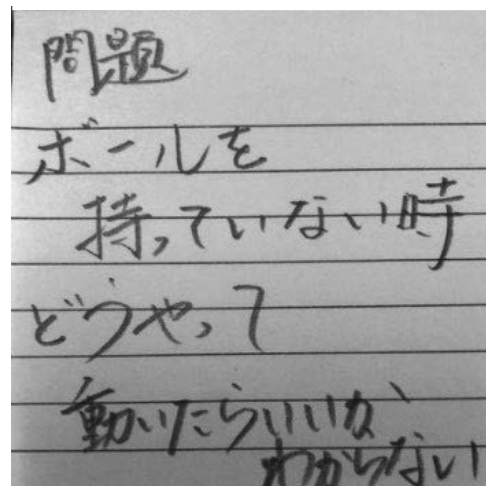 問題
ボールを
持っていない時
どうやって
動いたらいいか
わからない